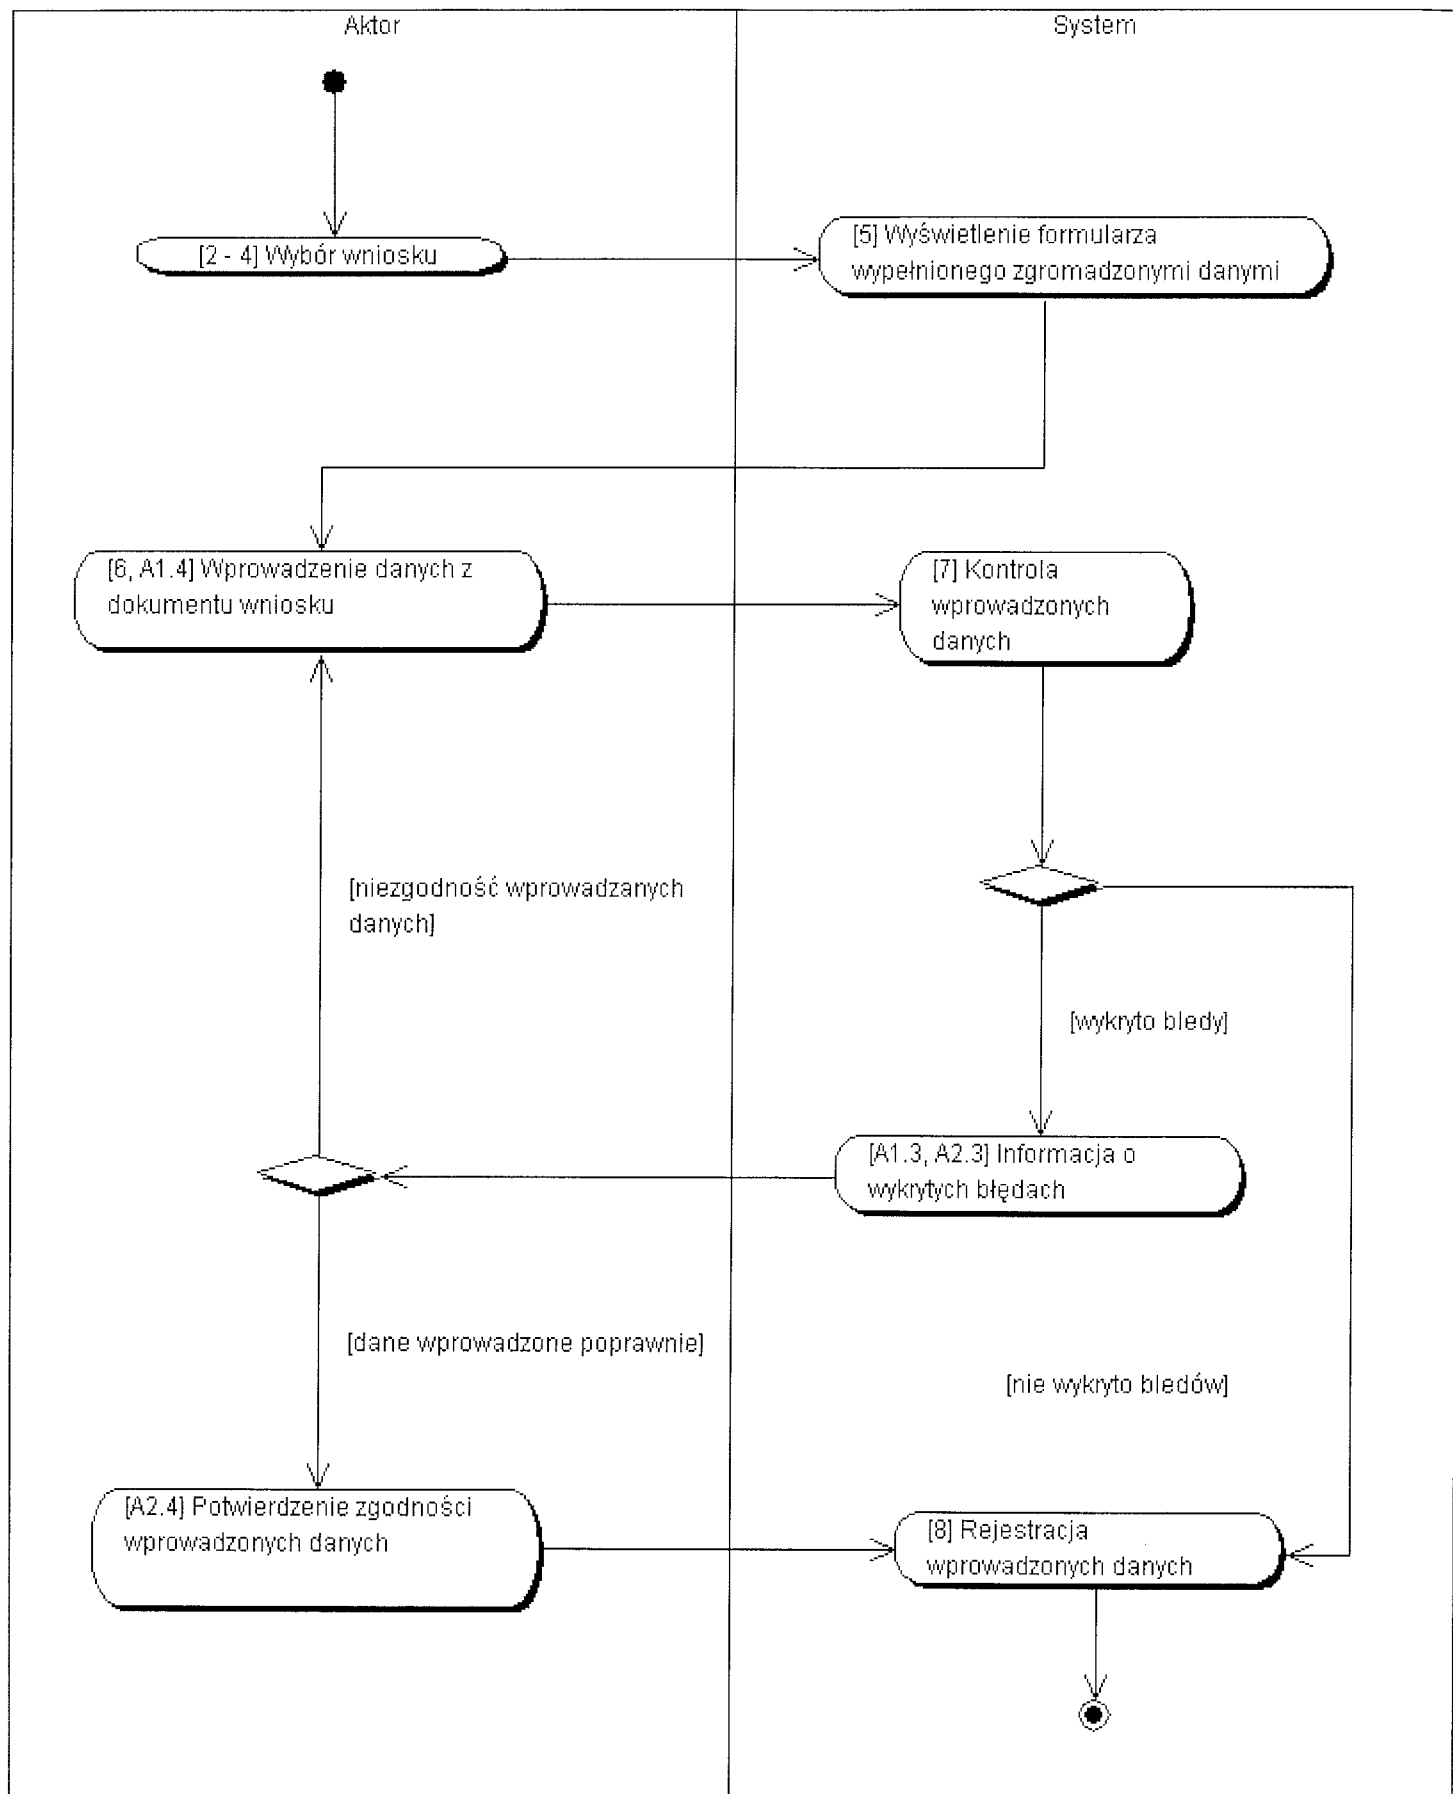 Aktor
System
[2 - 4] Wybór wniosku
[5] Wyświetlenie formularza
wypełnionego zgromadzonymi danymi
[6, A1.4] Wprowadzenie danych z
dokumentu wniosku
[7] Kontrola
wprowadzonych
danych
[niezgodność wprowadzanych
danych]
[wykryto bledy]
[A1.3, A2.3] Informacja o
wykrytych błędach
[dane wprowadzone poprawnie]
[nie wykryto bledów]
[A2.4] Potwierdzenie zgodności
wprowadzonych danych
[8] Rejestracja
wprowadzonych danych